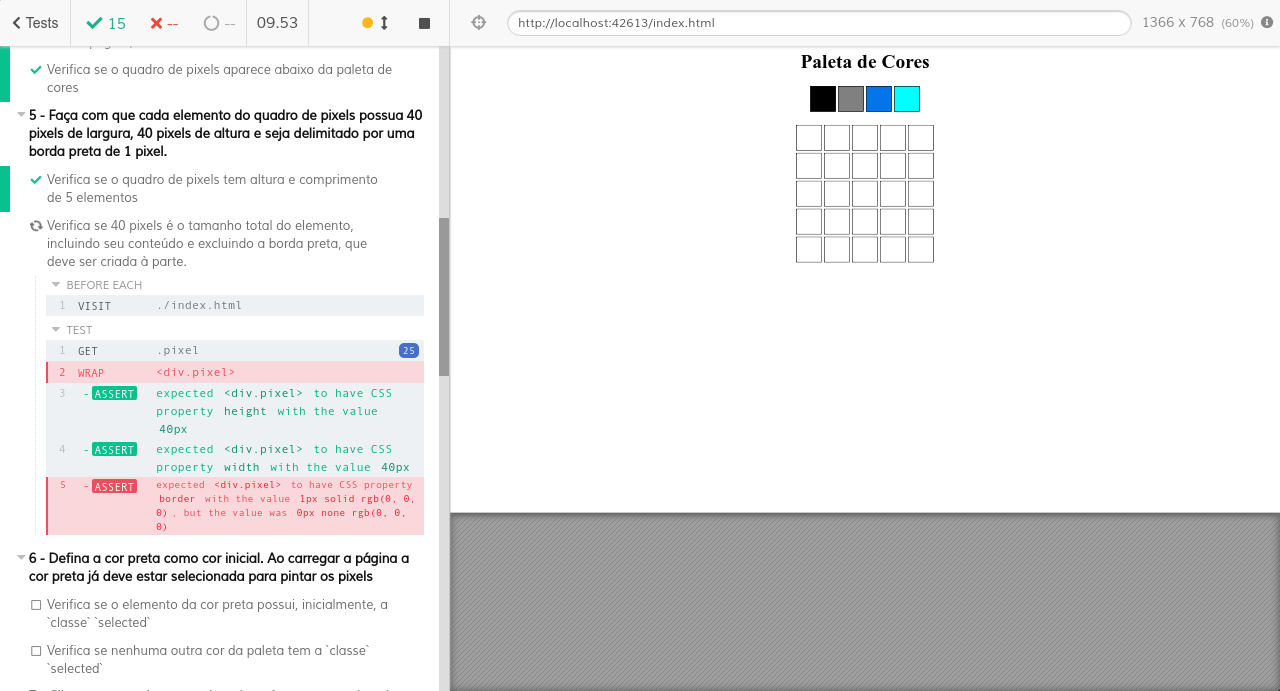 Tests
15
--
--
09.53
http://localhost:42613/index.html
1366 x 768 (60%)
Verifica se o quadro de pixels aparece abaixo da paleta de
cores
5 - Faça com que cada elemento do quadro de pixels possua 40
pixels de largura, 40 pixels de altura e seja delimitado por uma
borda preta de 1 pixel.
Verifica se o quadro de pixels tem altura e comprimento
de 5 elementos
Verifica se 40 pixels é o tamanho total do elemento,
incluindo seu conteúdo e excluindo a borda preta, que
deve ser criada à parte.
BEFORE EACH
1 VISIT ./index.html
TEST
1 GET .pixel 25
2 WRAP <div.pixel>
3 - ASSERT expected <div.pixel> to have CSS
property height with the value
40px
4 - ASSERT expected <div.pixel> to have CSS
property width with the value 40px
5 - ASSERT expected <div.pixel> to have CSS property
border with the value 1px solid rgb(0, 0,
0) , but the value was 0px none rgb(0, 0,
0)
6 - Defina a cor preta como cor inicial. Ao carregar a página a
cor preta já deve estar selecionada para pintar os pixels
Verifica se o elemento da cor preta possui, inicialmente, a
`classe` `selected`
Verifica se nenhuma outra cor da paleta tem a `classe`
`selected`
Paleta de Cores